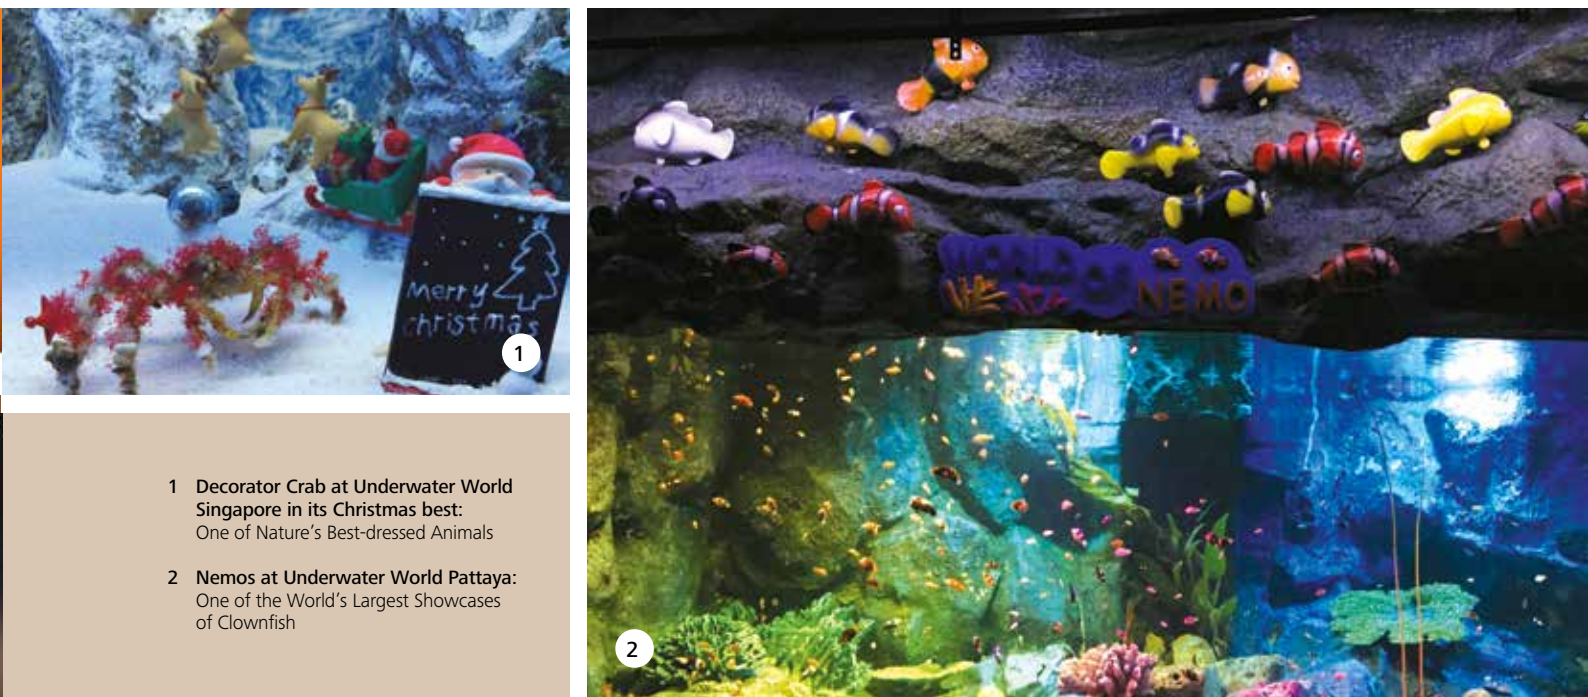 Merry
christmas
1
WORLD OF
NEMO
2
1 Decorator Crab at Underwater World
Singapore in its Christmas best:
One of Nature's Best-dressed Animals
2 Nemos at Underwater World Pattaya:
One of the World's Largest Showcases
of Clownfish